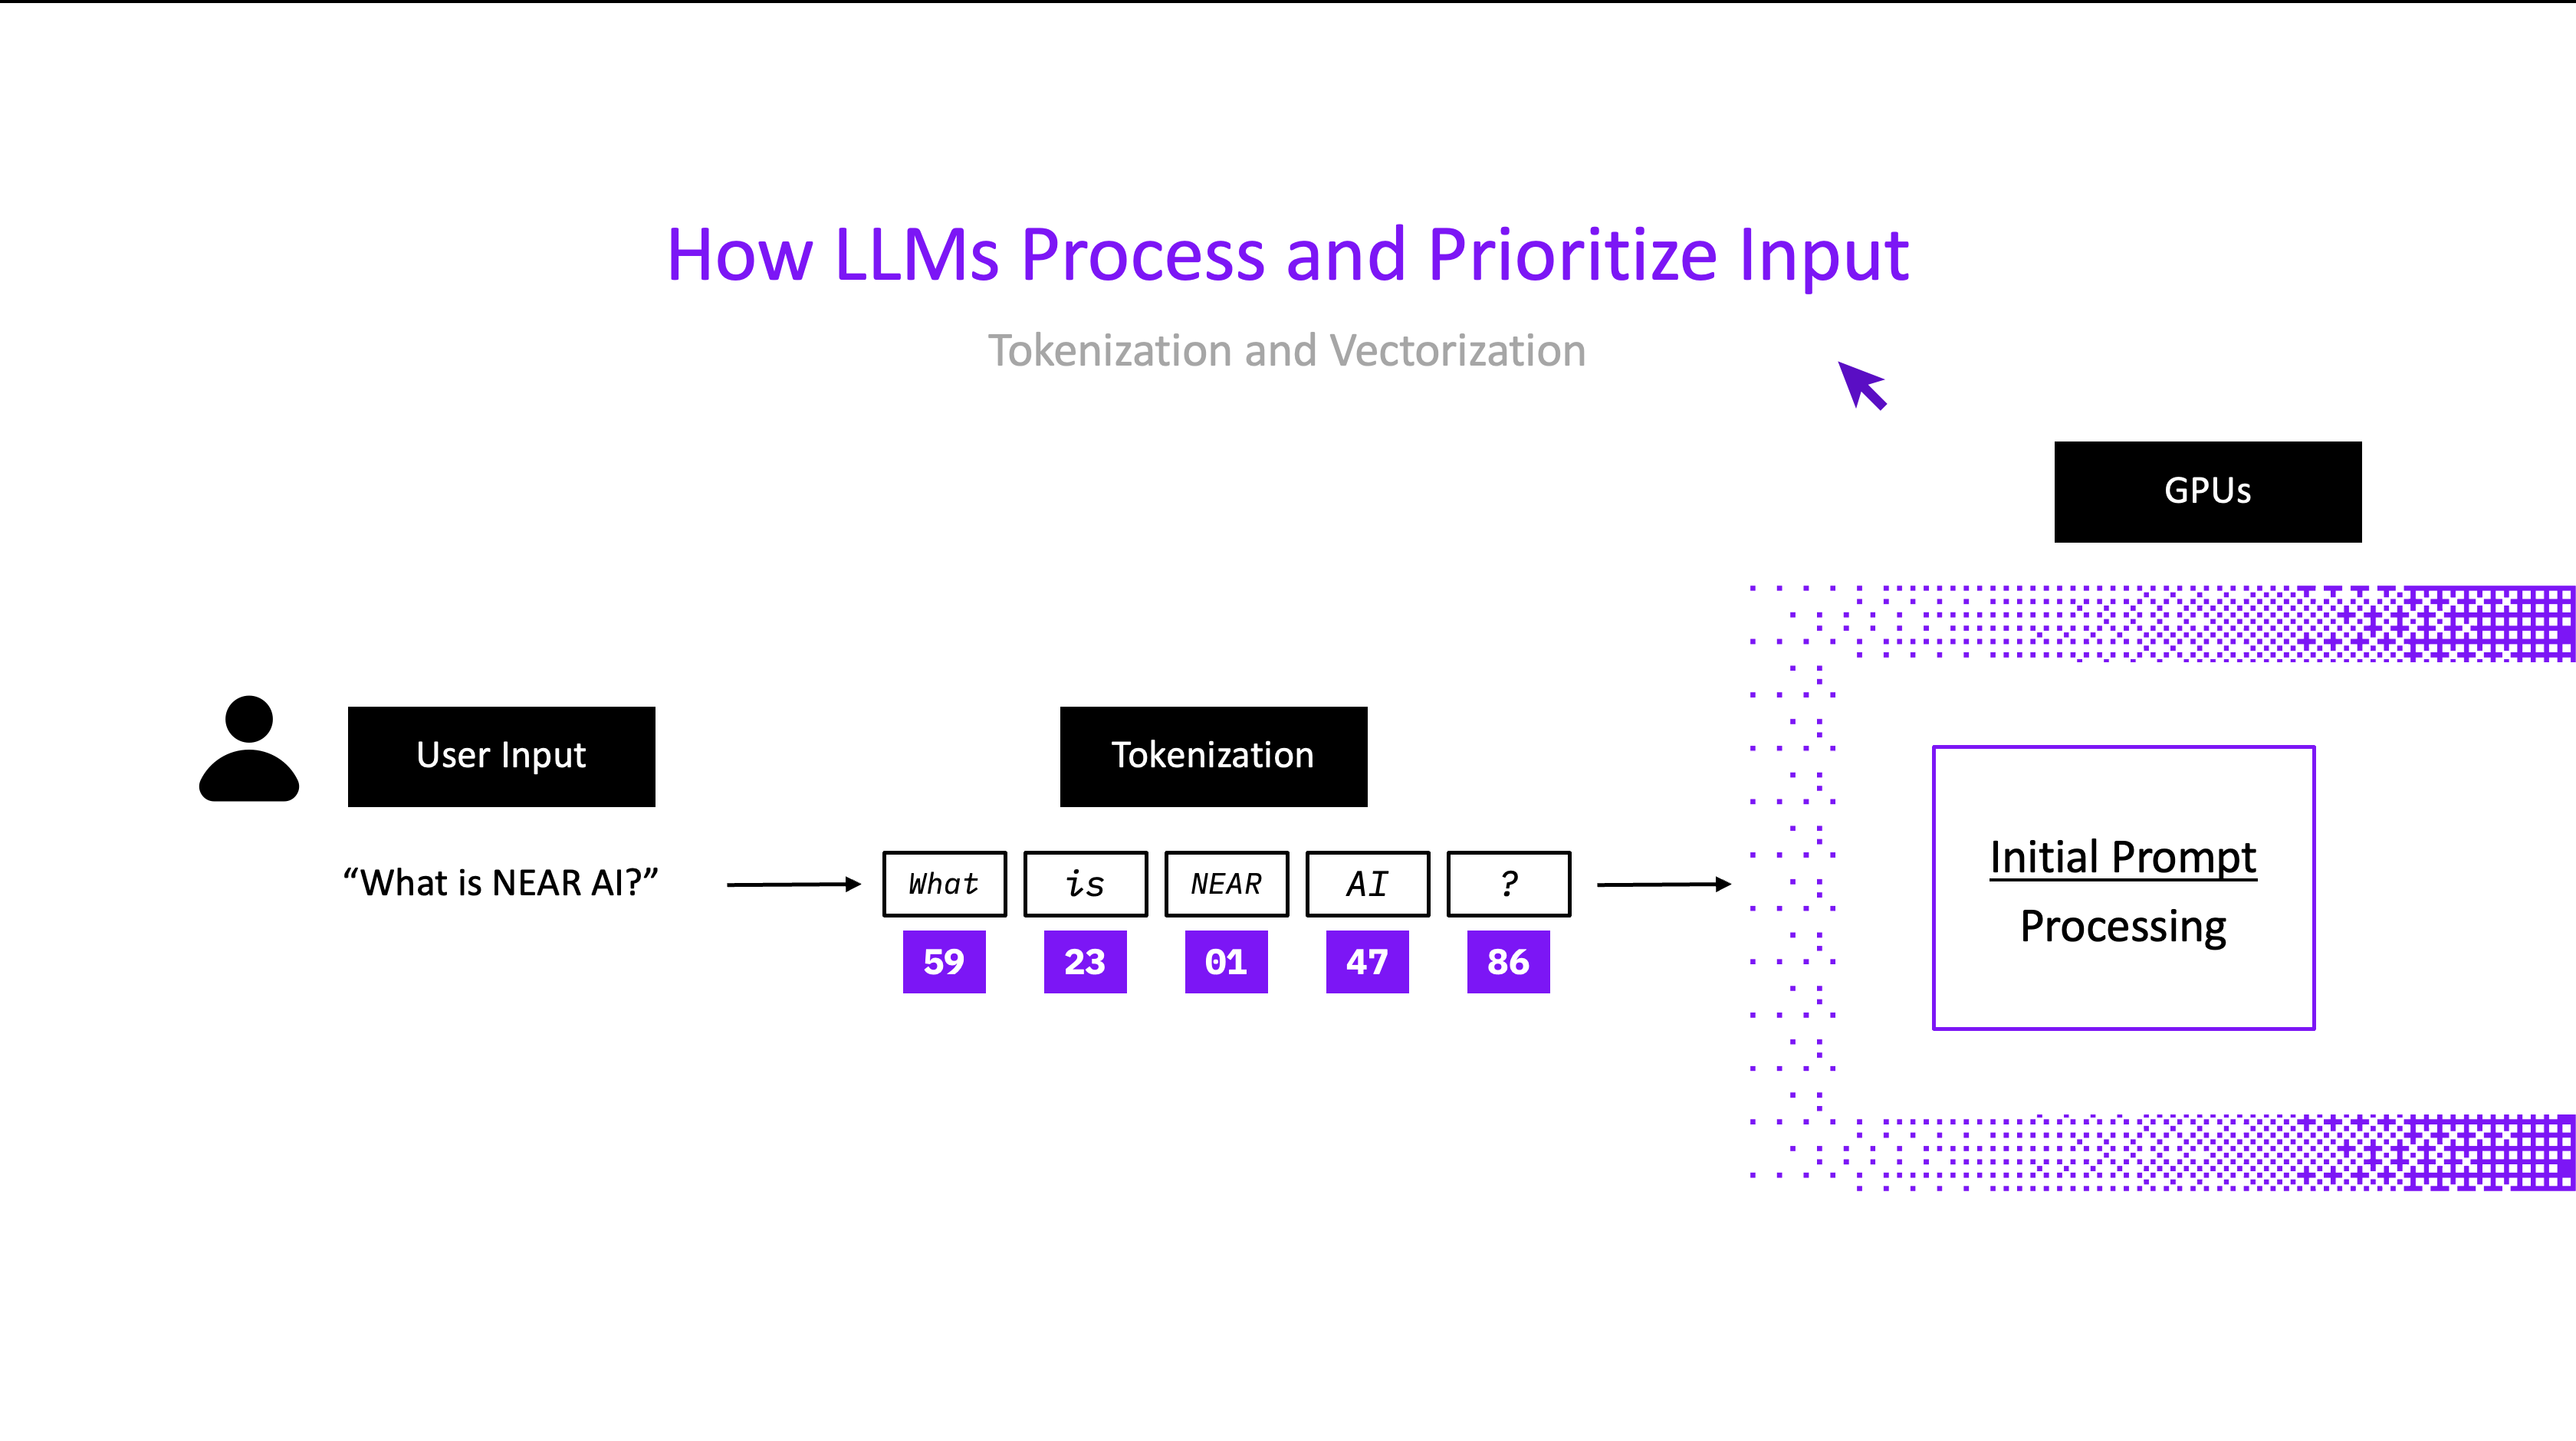 How LLMs Process and Prioritize Input
Tokenization and Vectorization
GPUs
User Input
Tokenization
“What is NEAR AI?”
What is NEAR AI ?
59 23 01 47 86
Initial Prompt
Processing